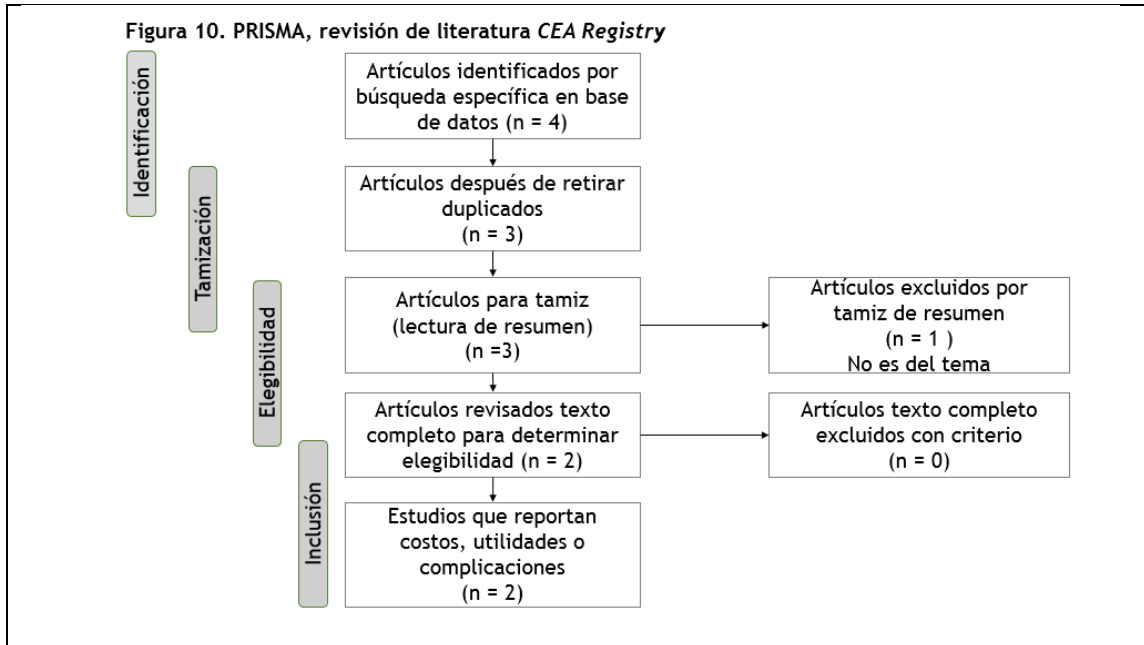 Figura 10. PRISMA, revisión de literatura CEA Registry
Identificación
Tamización
Elegibilidad
Inclusión
Artículos identificados por
búsqueda específica en base
de datos (n = 4)
Artículos después de retirar
duplicados
(n = 3)
Artículos para tamiz
(lectura de resumen)
(n =3)
Artículos excluidos por
tamiz de resumen
(n = 1 )
No es del tema
Artículos revisados texto
completo para determinar
elegibilidad (n = 2)
Artículos texto completo
excluidos con criterio
(n = 0)
Estudios que reportan
costos, utilidades o
complicaciones
(n = 2)